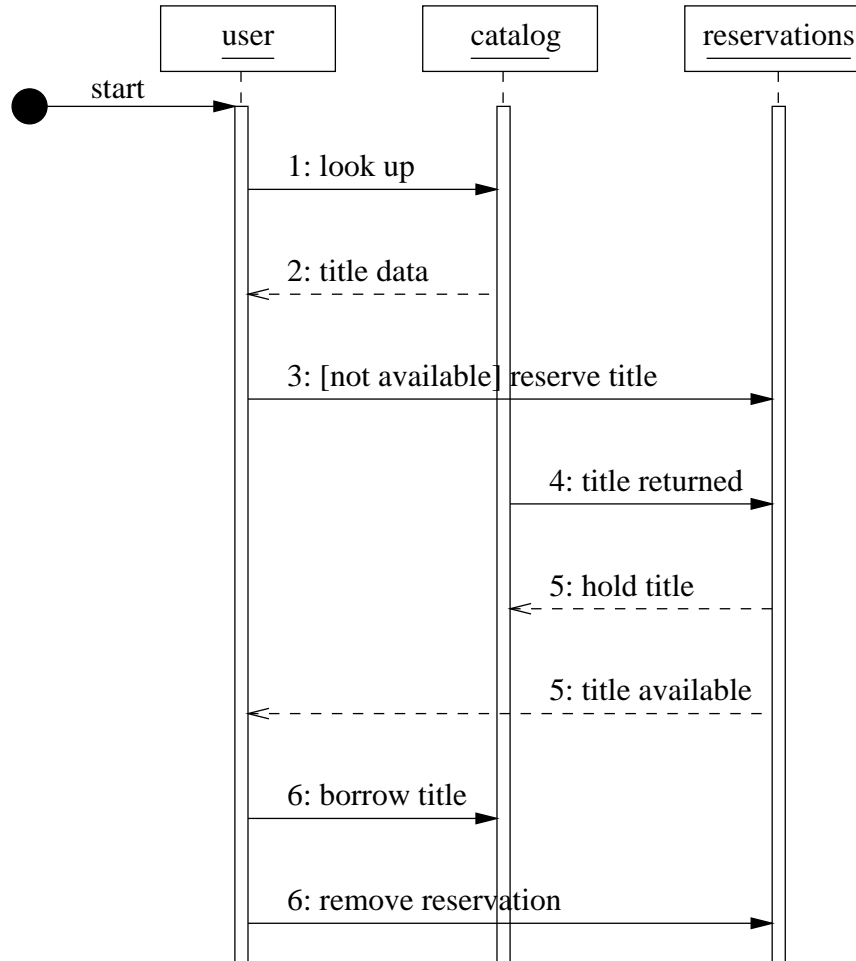 user
catalog
reservations
start
1: look up
2: title data
3: [not available] reserve title
4: title returned
5: hold title
5: title available
6: borrow title
6: remove reservation